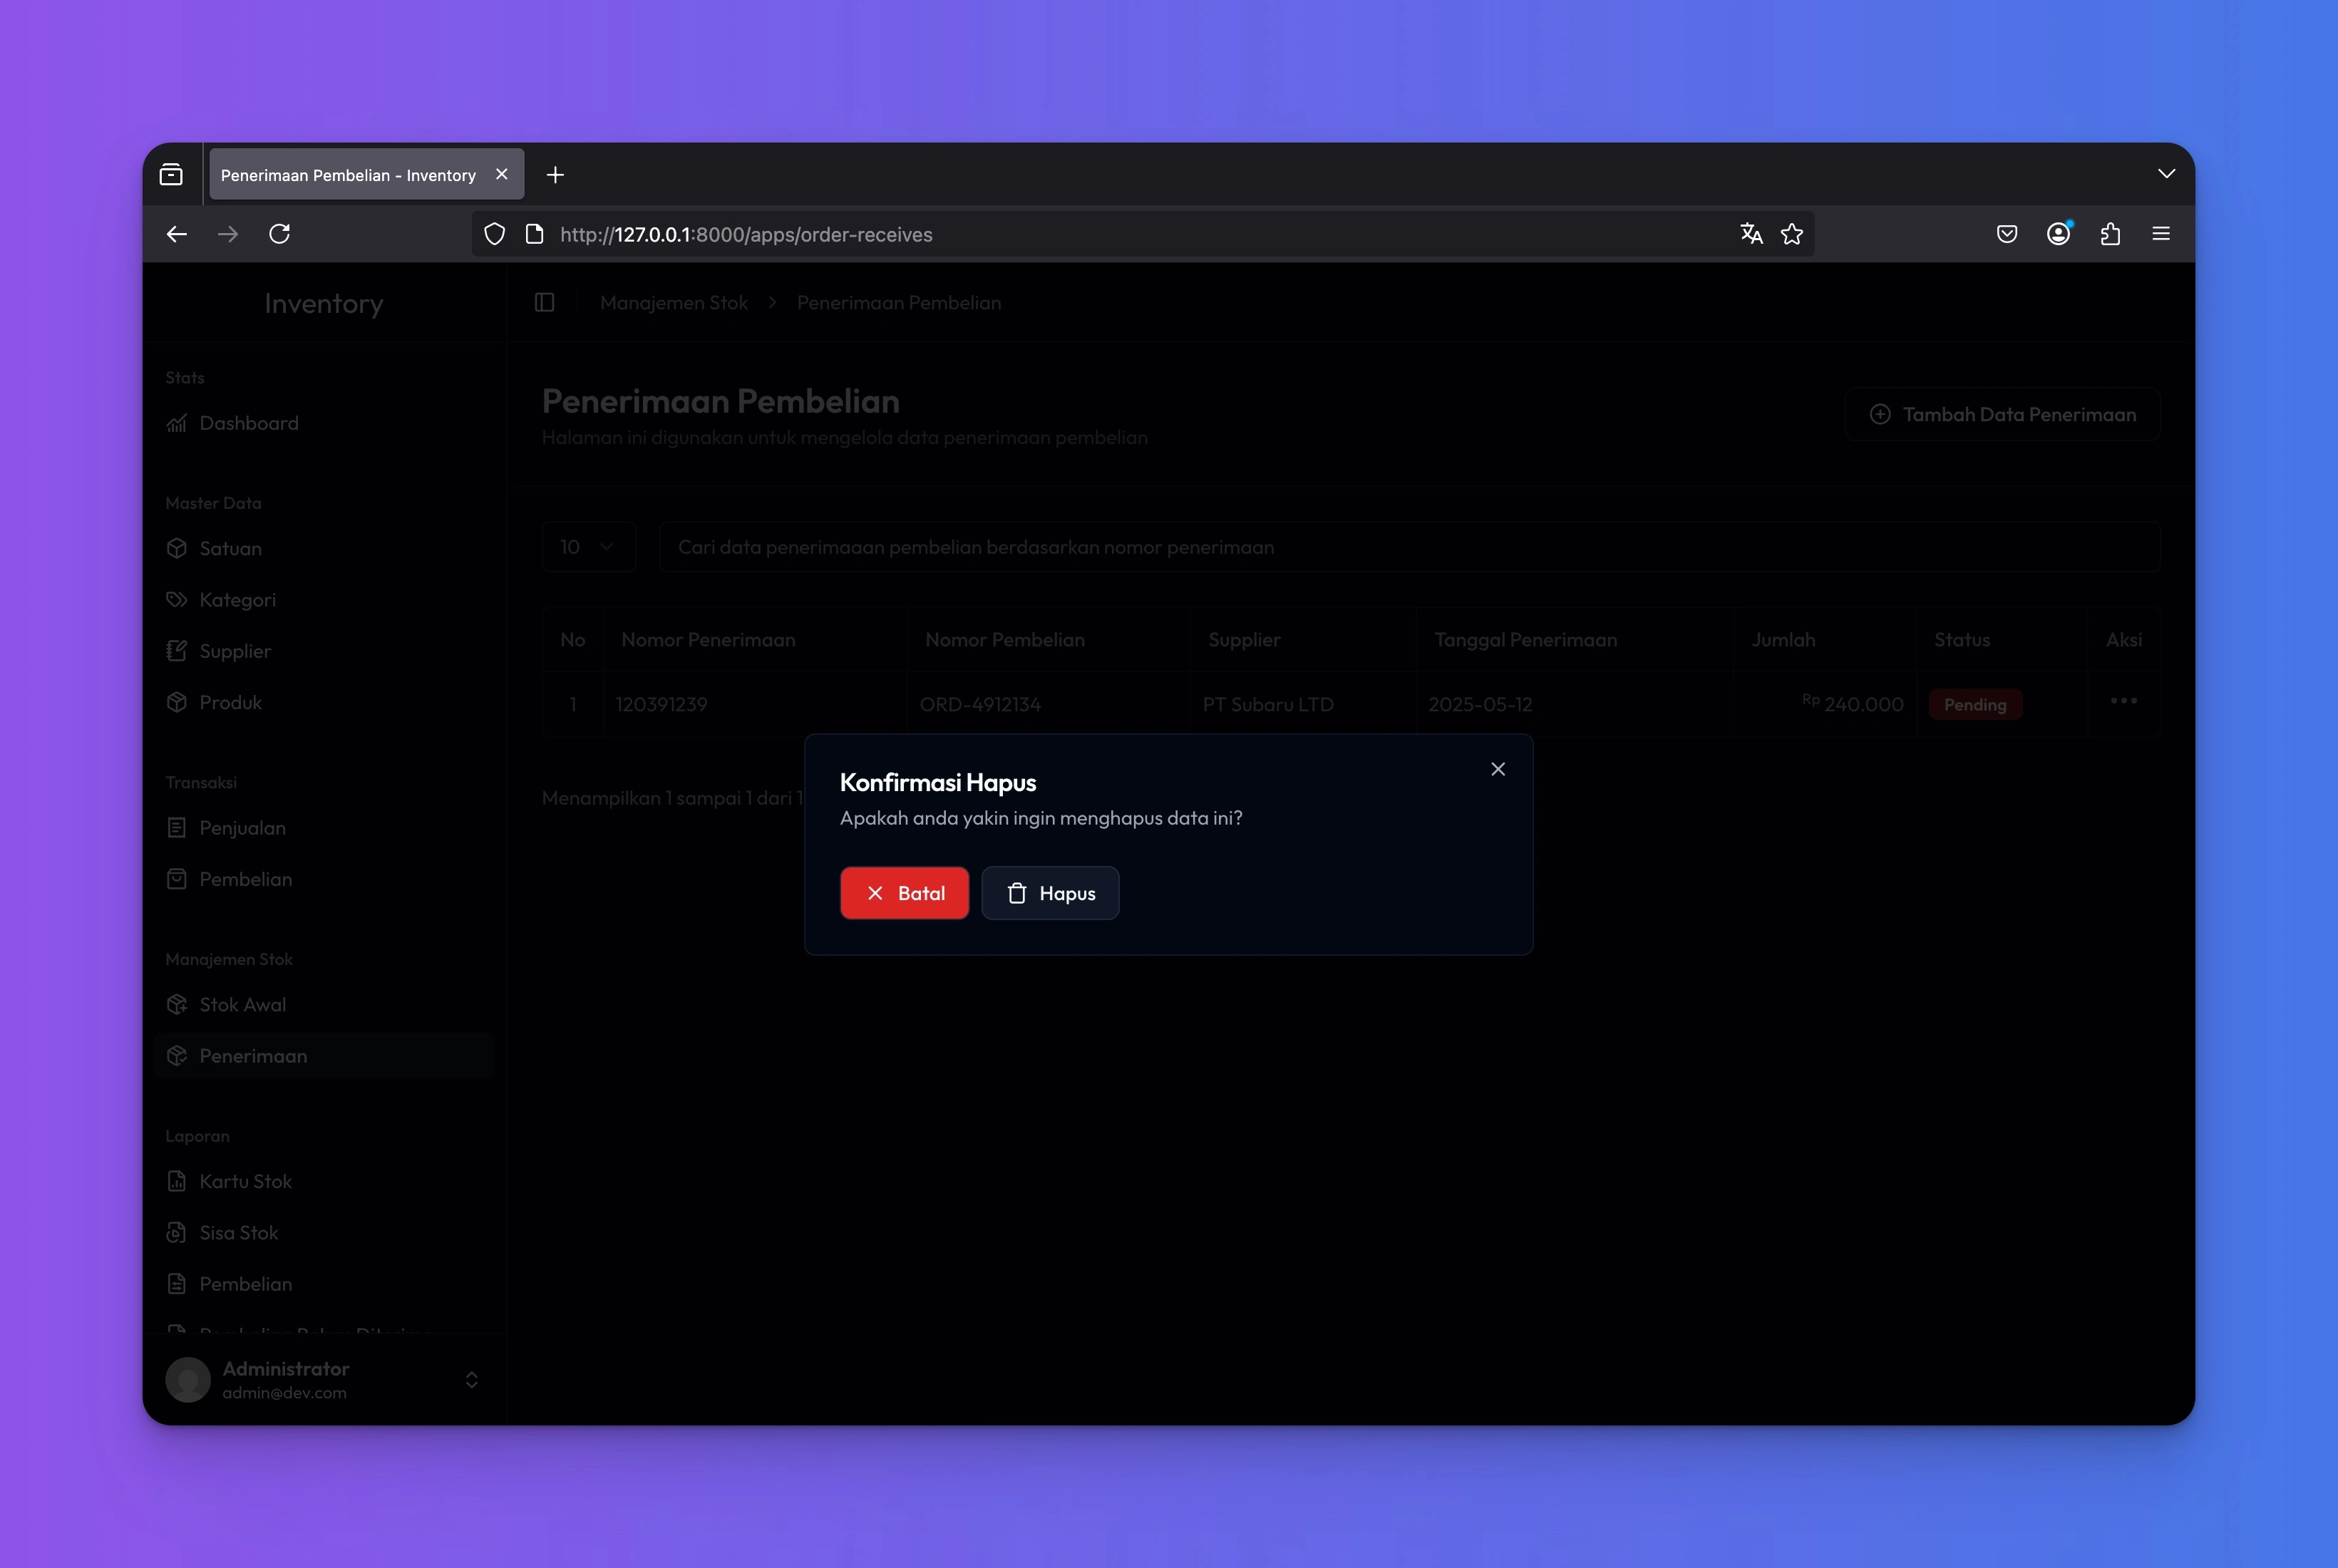 Penerimaan Pembelian - Inventory
http://127.0.0.1:8000/apps/order-receives
Inventory
Manajemen Stok > Penerimaan Pembelian
Stats
Dashboard
Master Data
Satuan
Kategori
Supplier
Produk
Transaksi
Penjualan
Pembelian
Manajemen Stok
Stok Awal
Penerimaan
Laporan
Kartu Stok
Sisa Stok
Pembelian
Administrator
admin@dev.com
Penerimaan Pembelian
Halaman ini digunakan untuk mengelola data penerimaan pembelian
Tambah Data Penerimaan
10
Cari data penerimaaan pembelian berdasarkan nomor penerimaan
No Nomor Penerimaan Nomor Pembelian Supplier Tanggal Penerimaan Jumlah Status Aksi
1 120391239 ORD-4912134 PT Subaru LTD 2025-05-12 Rp 240.000 Pending
Menampilkan 1 sampai 1 dari 1
Konfirmasi Hapus
Apakah anda yakin ingin menghapus data ini?
Batal
Hapus